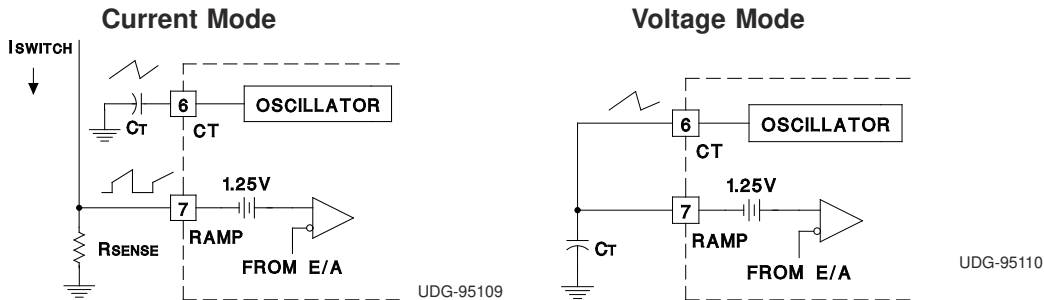 Current Mode
ISWITCH
6
OSCILLATOR
CT
CT
1.25V
7
RAMP
RSENSE
FROM E/A
UDG-95109
Voltage Mode
6
OSCILLATOR
CT
1.25V
7
RAMP
CT
FROM E/A
UDG-95110